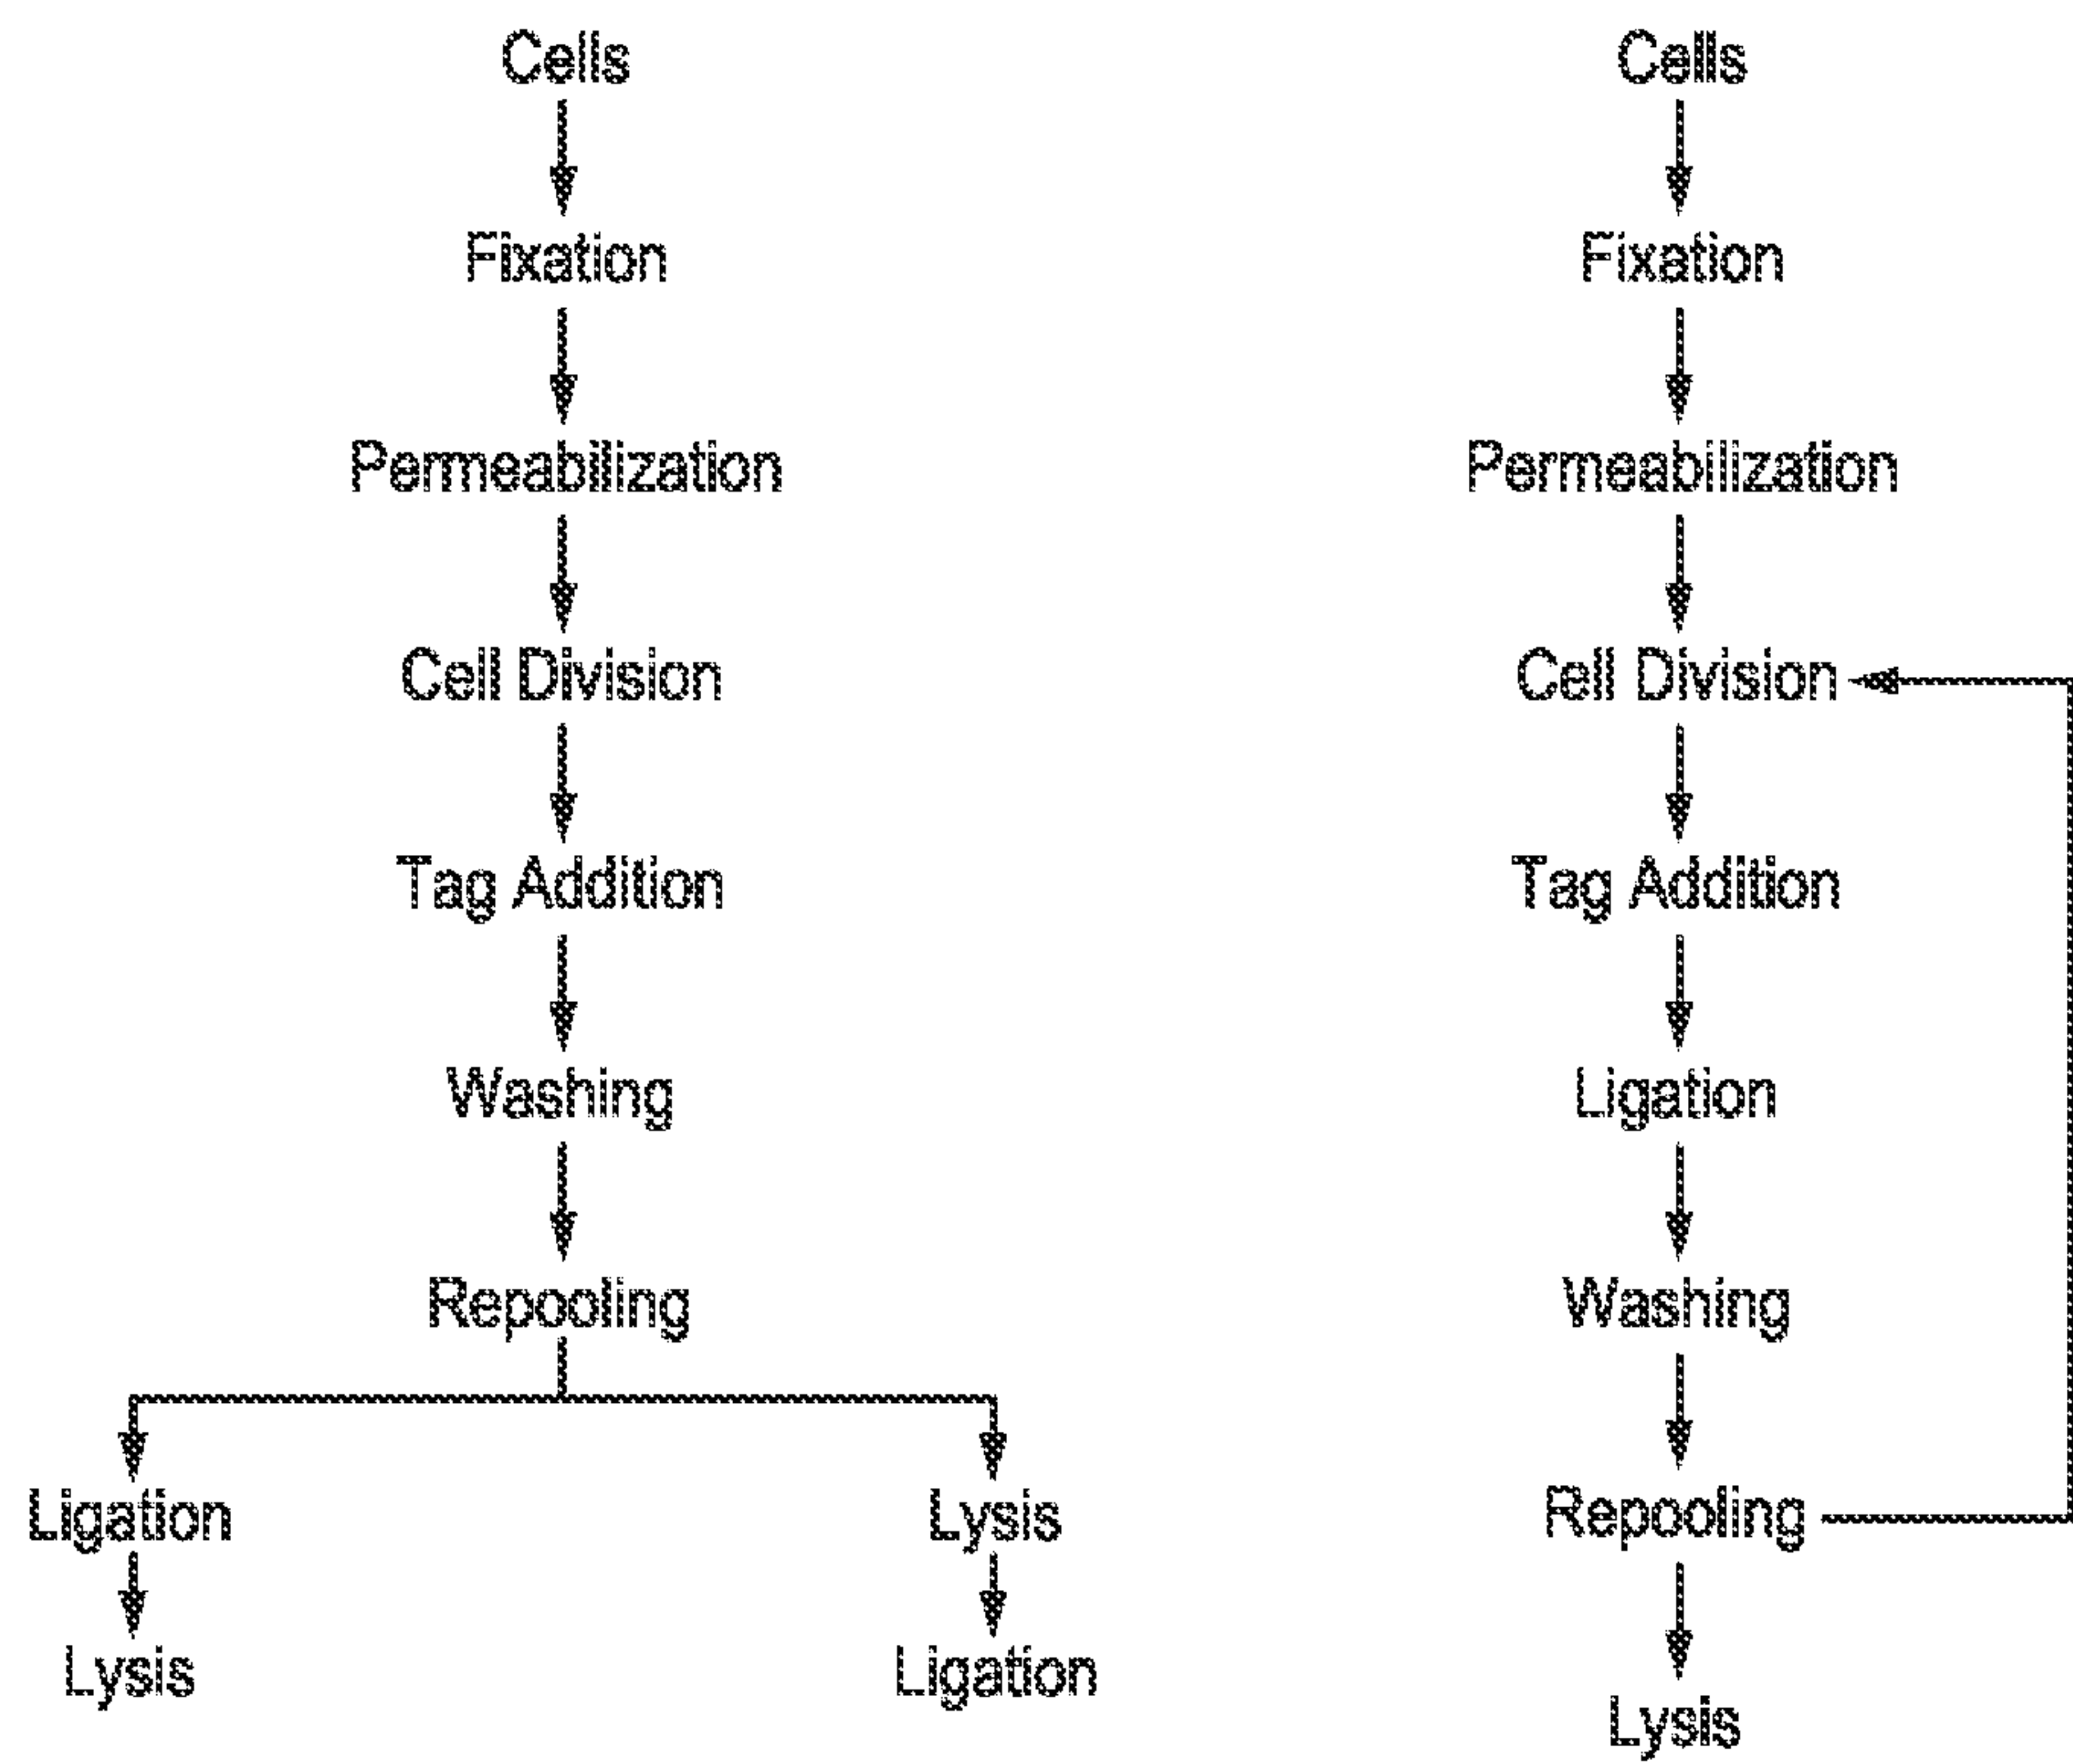 Cells
Fixation
Permeabilization
Cell Division
Tag Addition
Washing
Repooling
Ligation
Lysis
Lysis
Ligation
Cells
Fixation
Permeabilization
Cell Division
Tag Addition
Ligation
Washing
Repooling
Lysis